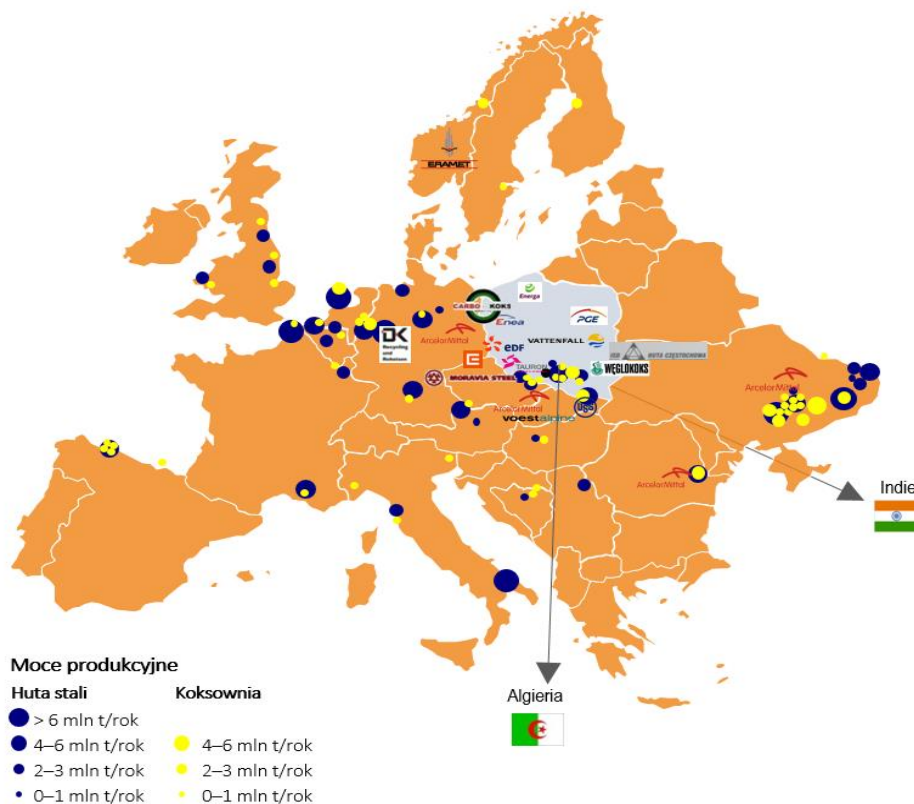 ERAMET
CARBO KOKS
Energa
Enea
PGE
DK
Recycling
und
Roheisen
ArcelorMittal
eDF
VATTENFALL
HUTA CZĘSTOCHOWA
TAURON
WĘGLOKOKS
MORAVIA STEEL
ArcelorMittal
ArcelorMittal
USS
voestalpine
ArcelorMittal
Indie
Algieria
Moce produkcyjne
Huta stali Koksownia
> 6 mln t/rok
4–6 mln t/rok 4–6 mln t/rok
2–3 mln t/rok 2–3 mln t/rok
0–1 mln t/rok 0–1 mln t/rok